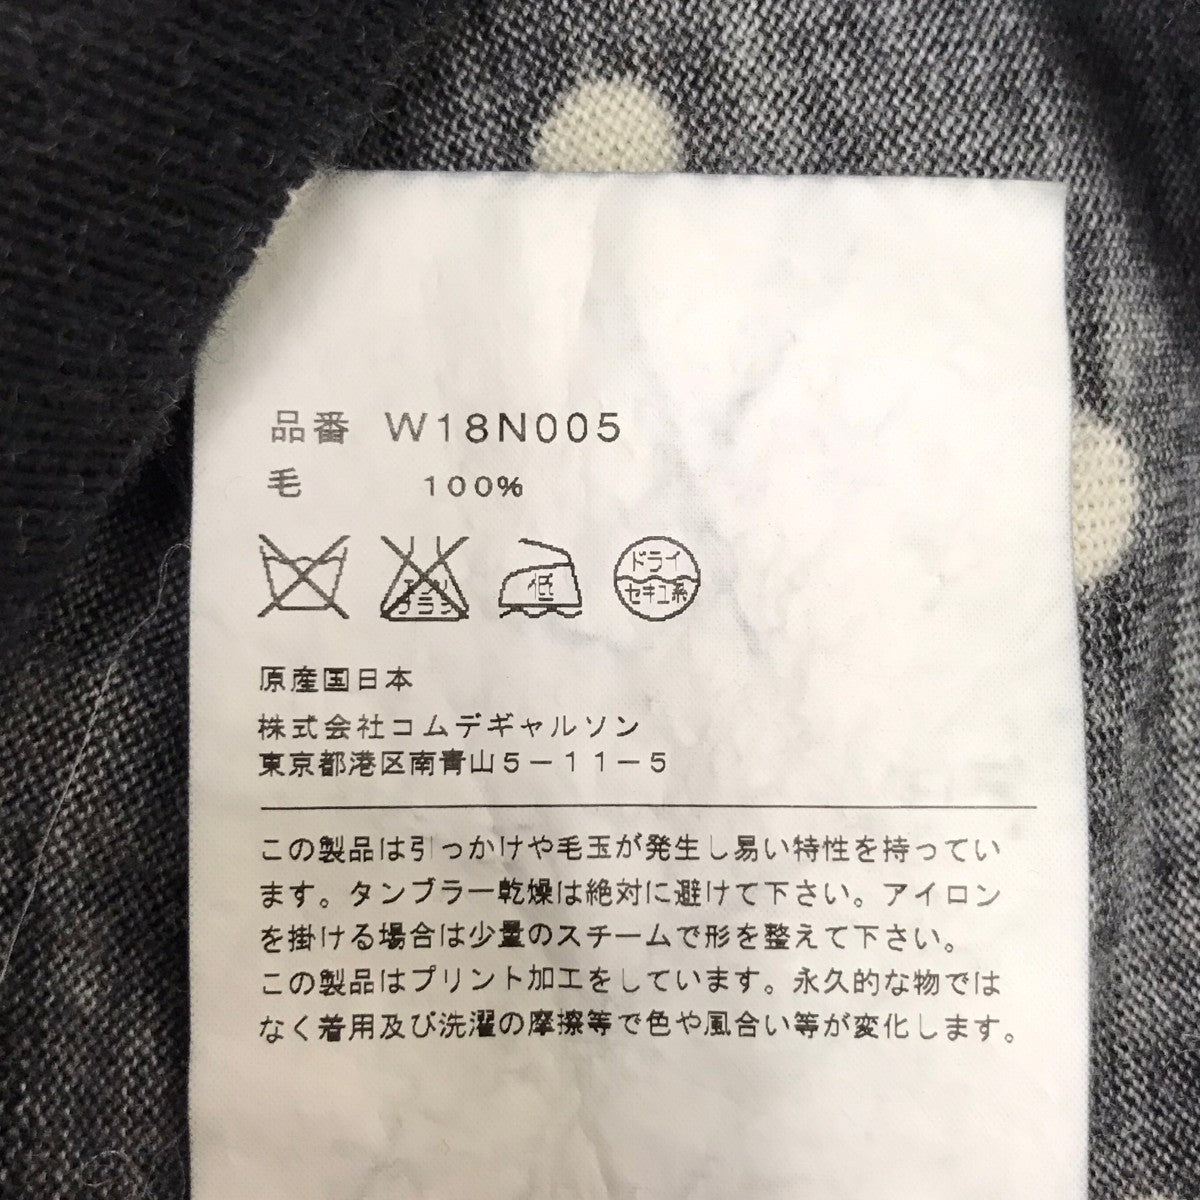 品番 W18N005
毛 100%
エンソ
フラシ
低
ドライ
セキユ系
原産国日本
株式会社コムデギャルソン
東京都港区南青山5-11-5
この製品は引っかけや毛玉が発生し易い特性を持ってい
ます。タンブラー乾燥は絶対に避けて下さい。アイロン
を掛ける場合は少量のスチームで形を整えて下さい。
この製品はプリント加工をしています。永久的な物では
なく着用及び洗濯の摩擦等で色や風合い等が変化します。